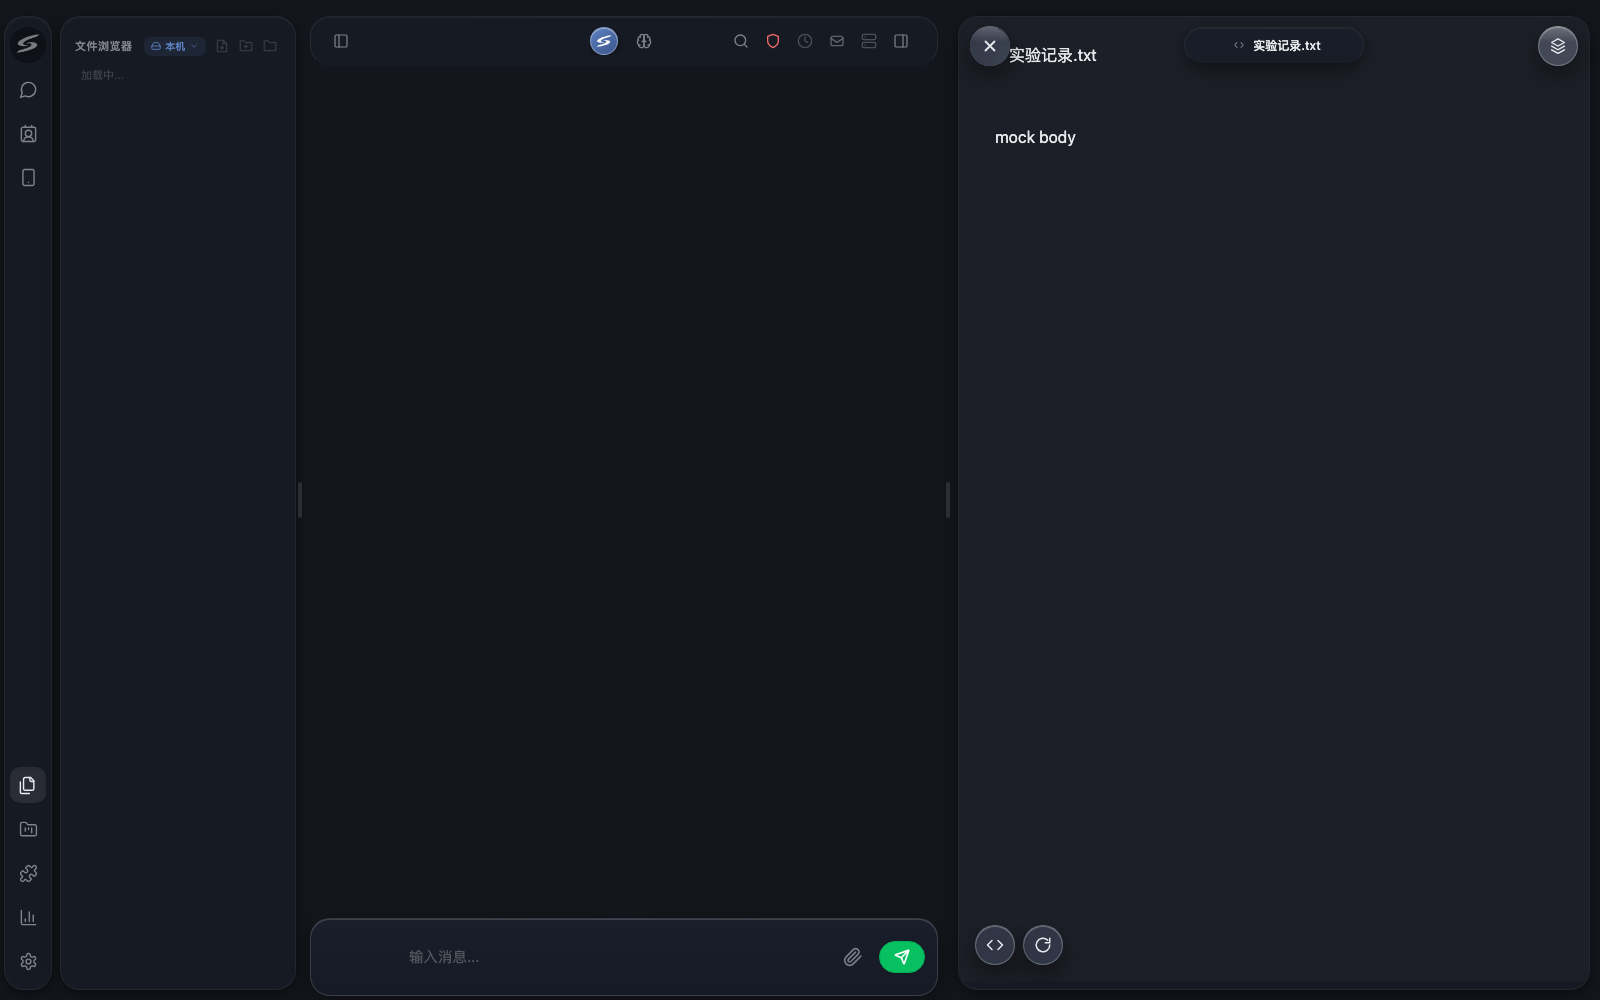 文件浏览器
本机
加载中...
实验记录.txt
实验记录.txt
mock body
输入消息...